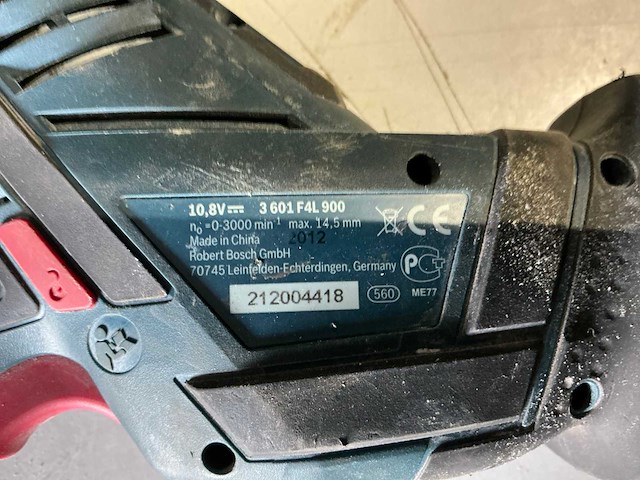 10,8V⎓ 3 601 F4L 900
n₀ =0-3000 min⁻¹ max. 14,5 mm
Made in China 2012
Robert Bosch GmbH
70745 Leinfelden-Echterdingen, Germany
212004418
560 ME77
CE